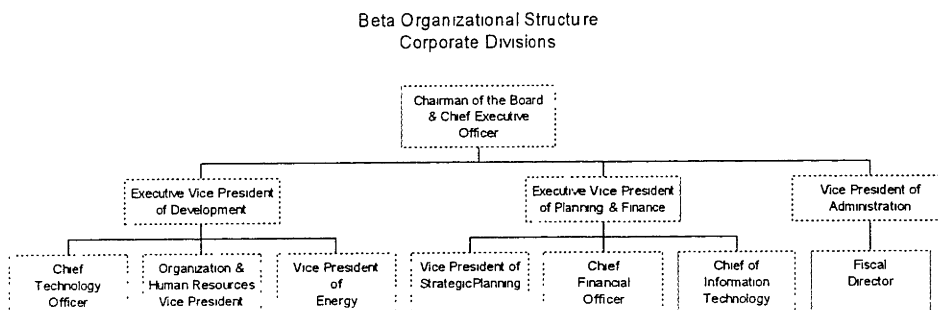 Beta Organizational Structure
Corporate Divisions
Chairman of the Board
& Chief Executive
Officer
Executive Vice President
of Development
Executive Vice President
of Planning & Finance
Vice President of
Administration
Chief
Technology
Officer
Organization &
Human Resources
Vice President
Vice President
of
Energy
Vice President of
Strategic Planning
Chief
Financial
Officer
Chief of
Information
Technology
Fiscal
Director